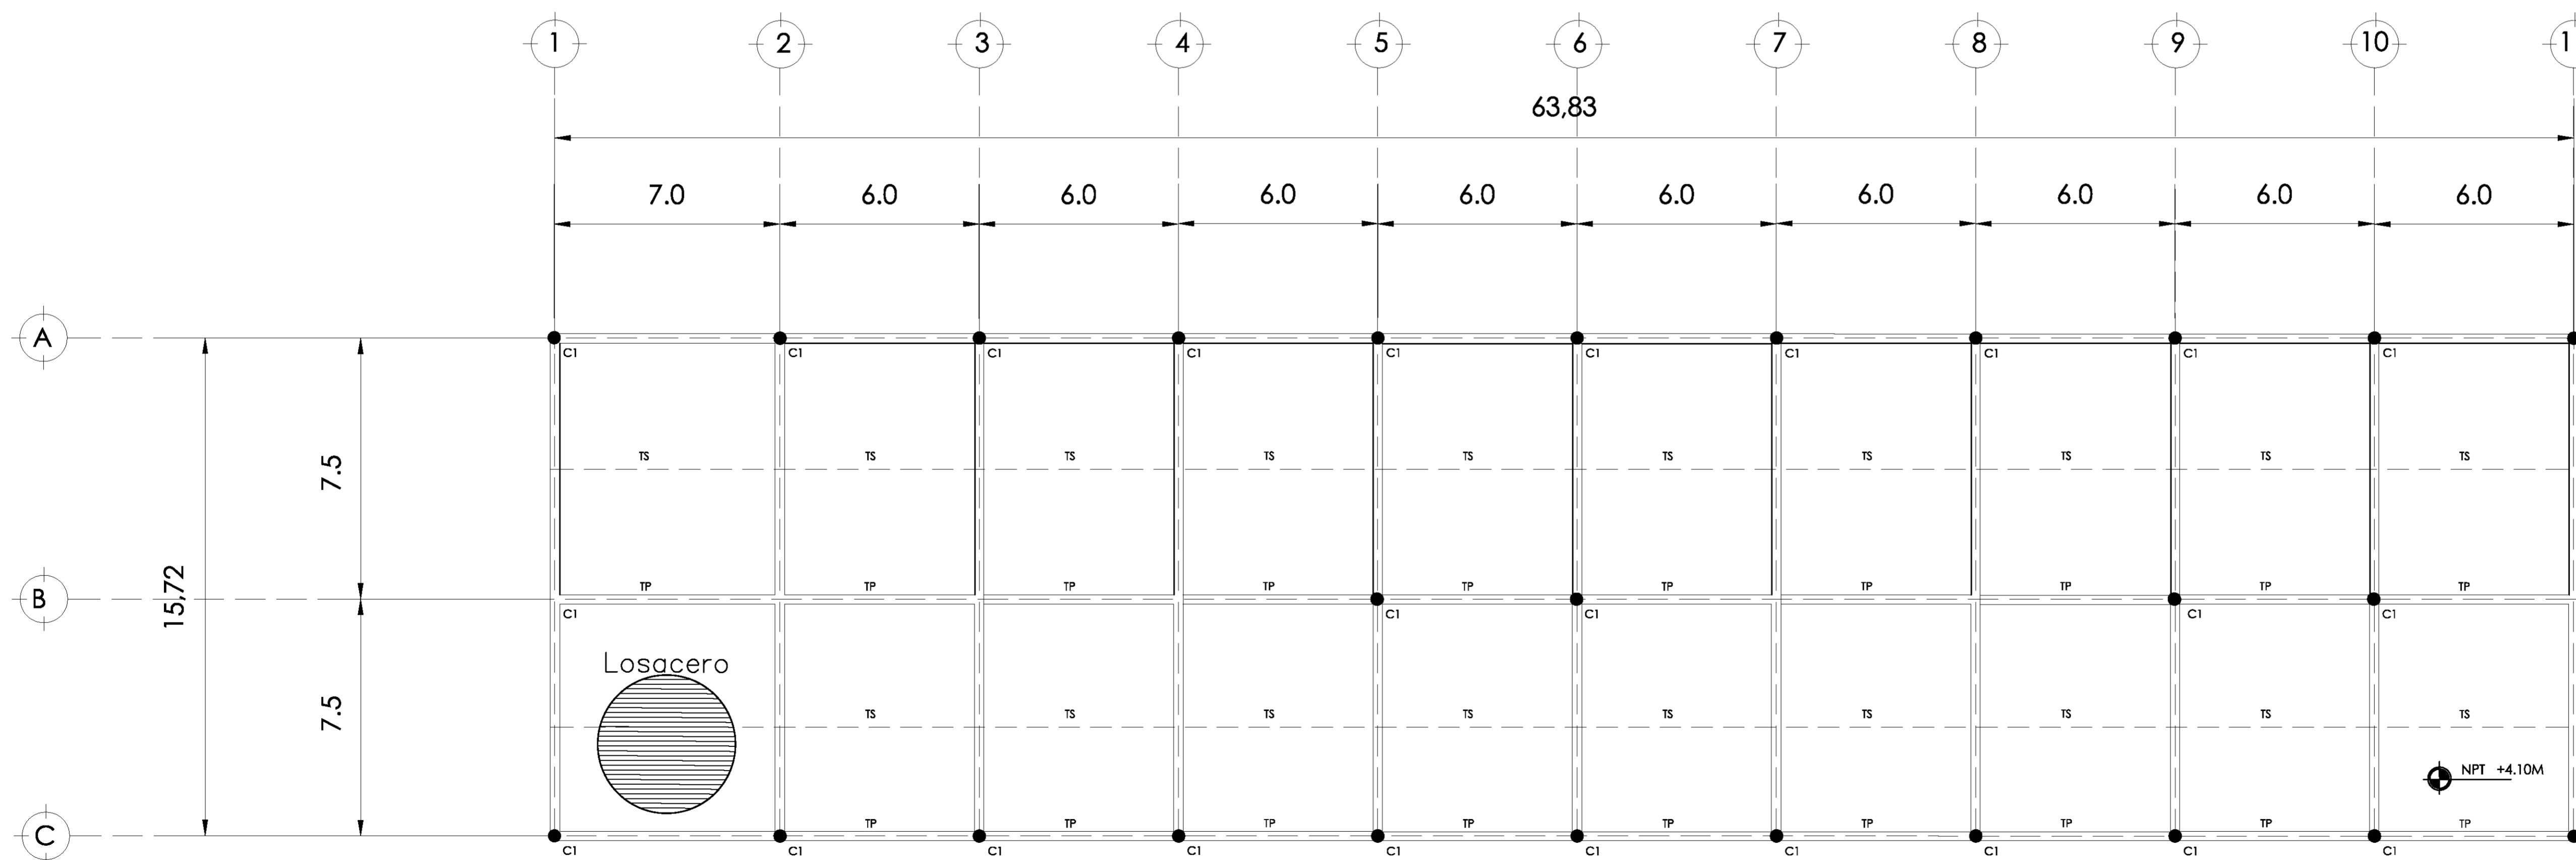 1 2 3 4 5 6 7 8 9 10 1
63,83
7.0 6.0 6.0 6.0 6.0 6.0 6.0 6.0 6.0 6.0
A
C1 C1 C1 C1 C1 C1 C1 C1 C1 C1
7.5
TS TS TS TS TS TS TS TS TS TS
TP TP TP TP TP TP TP TP TP TP
15,72
B
C1 C1 C1 C1 C1
Losacero
7.5
TS TS TS TS TS TS TS TS TS
NPT +4.10M
TP TP TP TP TP TP TP TP TP
C
C1 C1 C1 C1 C1 C1 C1 C1 C1 C1